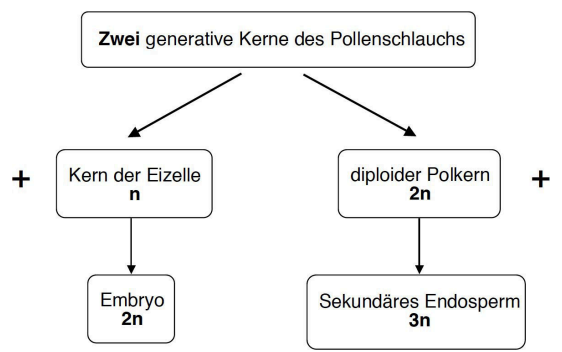 Zwei generative Kerne des Pollenschlauchs
+
Kern der Eizelle
n
diploider Polkern
2n
+
Embryo
2n
Sekundäres Endosperm
3n